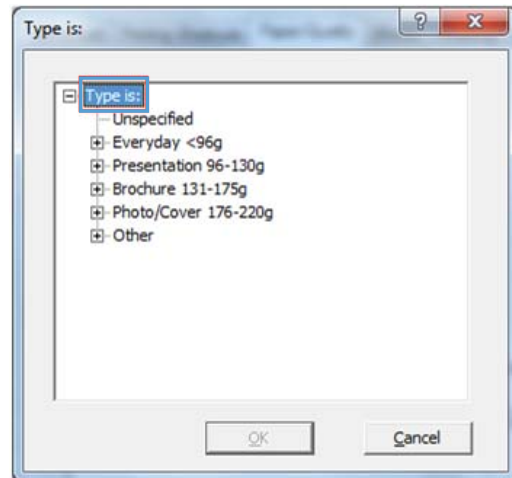 Type is:
Type is:
Unspecified
Everyday <96g
Presentation 96-130g
Brochure 131-175g
Photo/Cover 176-220g
Other
OK
Cancel